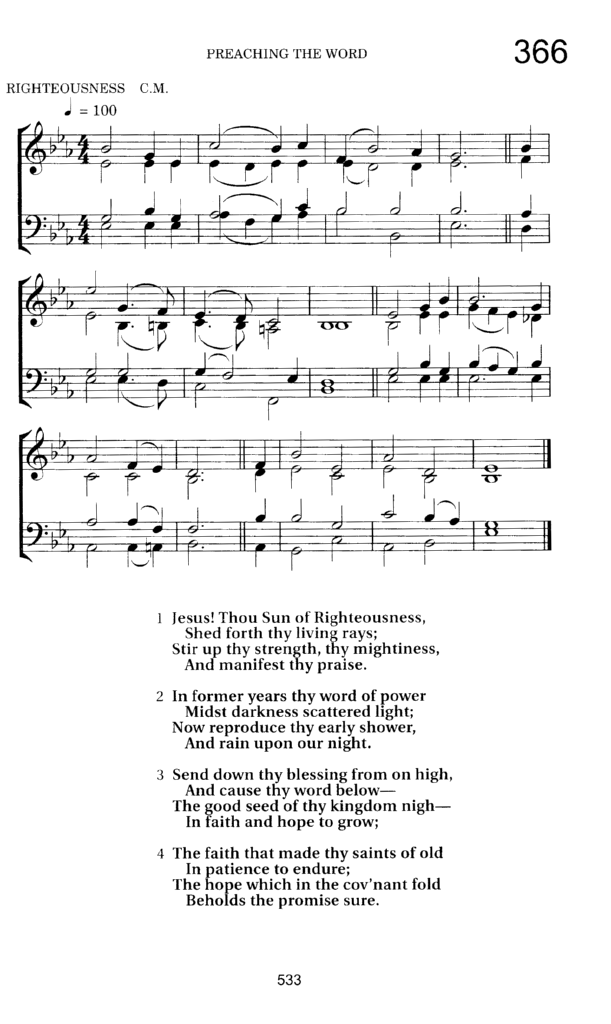 PREACHING THE WORD
366
RIGHTEOUSNESS C.M.
♩ = 100
1 Jesus! Thou Sun of Righteousness,
Shed forth thy living rays;
Stir up thy strength, thy mightiness,
And manifest thy praise.
2 In former years thy word of power
Midst darkness scattered light;
Now reproduce thy early shower,
And rain upon our night.
3 Send down thy blessing from on high,
And cause thy word below—
The good seed of thy kingdom nigh—
In faith and hope to grow;
4 The faith that made thy saints of old
In patience to endure;
The hope which in the cov'nant fold
Beholds the promise sure.
533